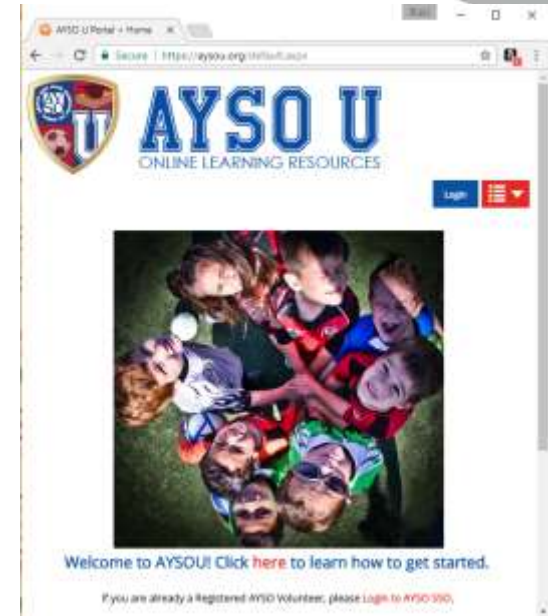 AYSO U Portal > Home
Secure | https://aysou.org/default.aspx
AYSO U
ONLINE LEARNING RESOURCES
Login
Welcome to AYSOU! Click here to learn how to get started.
If you are already a Registered AYSO Volunteer, please Login to AYSO SSO.